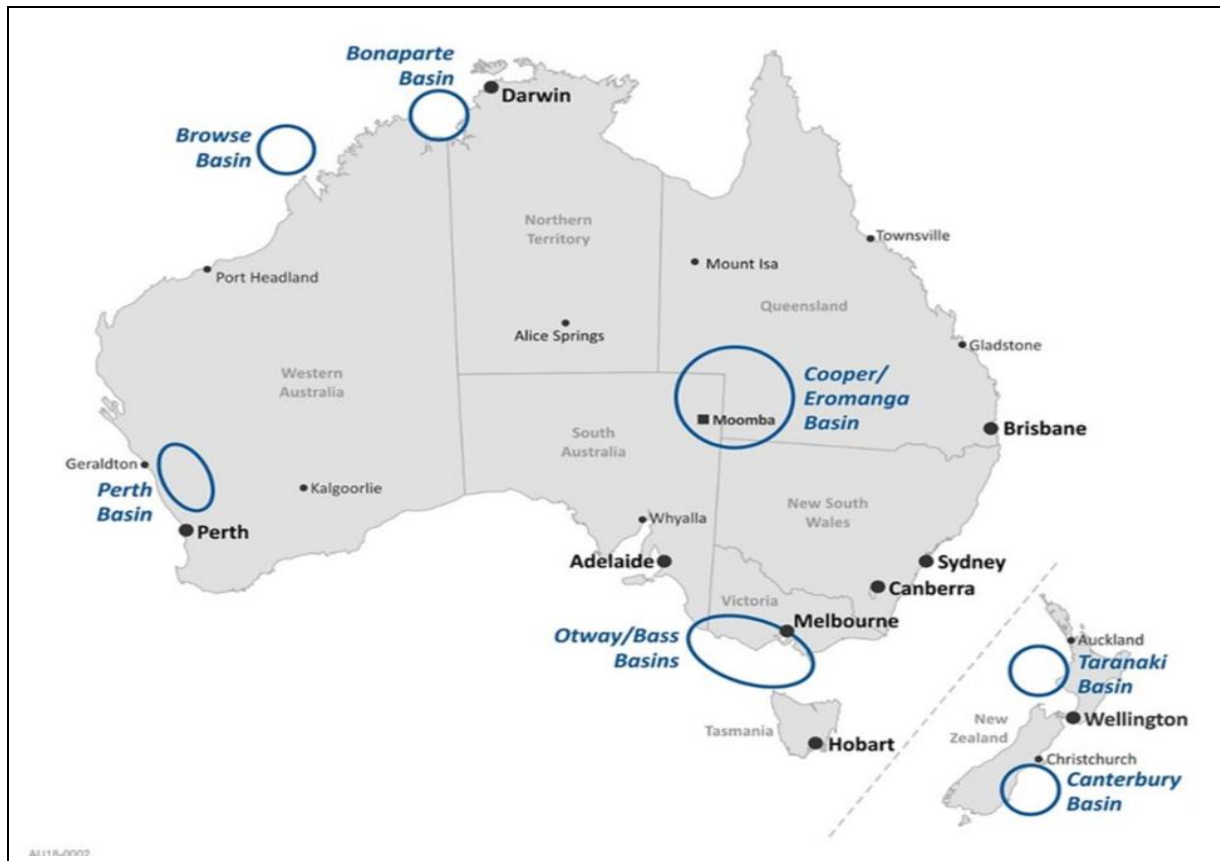 Bonaparte
Basin
Darwin
Browse
Basin
Northern
Territory
Townsville
Port Headland
Mount Isa
Queensland
Alice Springs
Gladstone
Western
Australia
Cooper/
Eromanga
Basin
Moomba
Brisbane
South
Australia
Geraldton
Perth
Basin
Kalgoorlie
New South
Wales
Whyalla
Perth
Adelaide
Sydney
Canberra
Victoria
Melbourne
Otway/Bass
Basins
Auckland
Taranaki
Basin
Tasmania
Hobart
New
Zealand
Wellington
Christchurch
Canterbury
Basin
AU18-0002